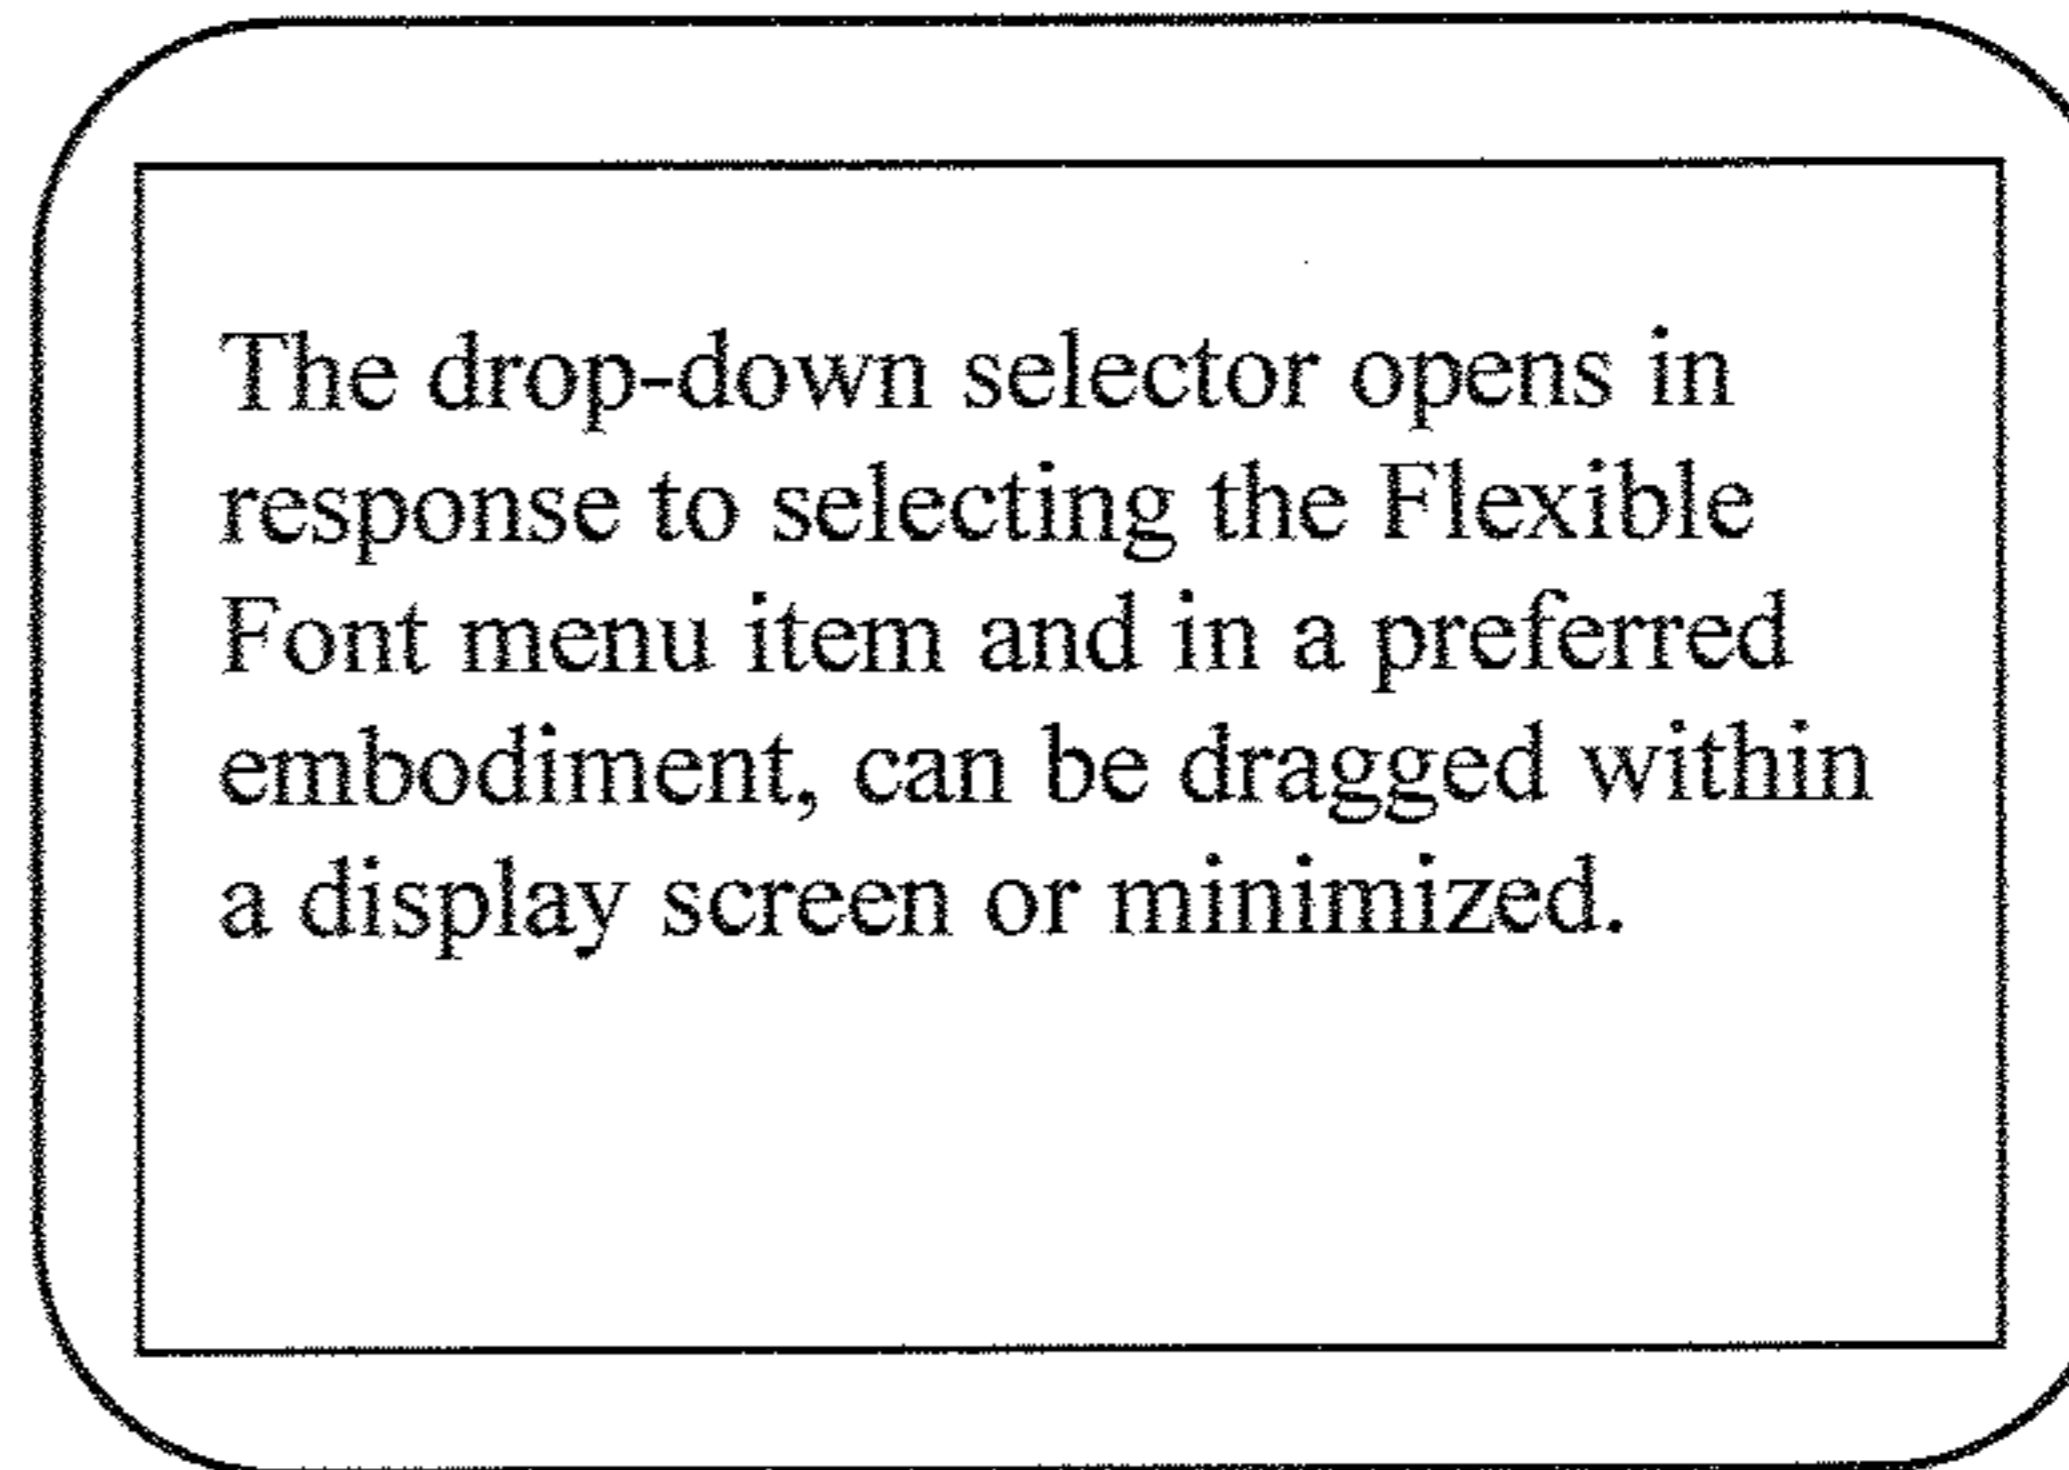 The drop-down selector opens in
response to selecting the Flexible
Font menu item and in a preferred
embodiment, can be dragged within
a display screen or minimized.